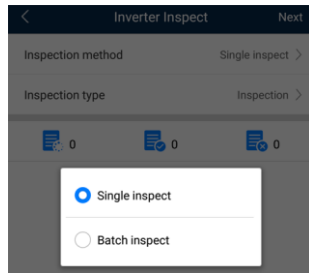 Inverter Inspect Next
Inspection method Single inspect
Inspection type Inspection
0 0 0
Single inspect
Batch inspect